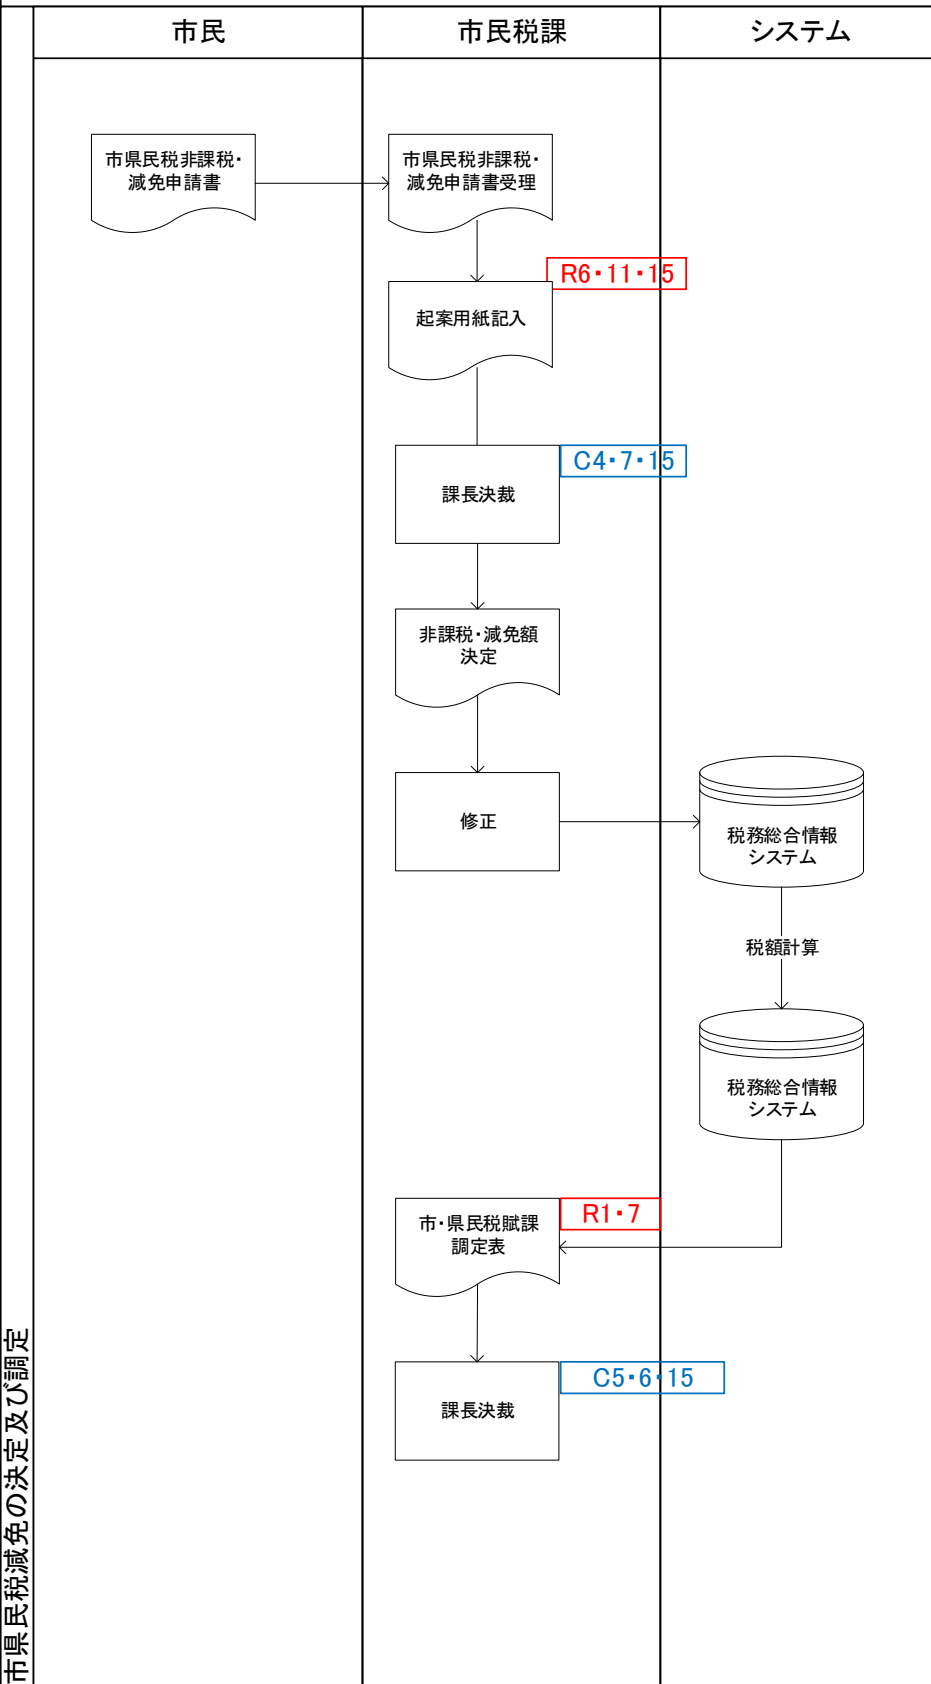 市民
市民税課
システム
市県民税非課税・
減免申請書
市県民税非課税・
減免申請書受理
R6・11・15
起案用紙記入
C4・7・15
課長決裁
非課税・減免額
決定
修正
税務総合情報
システム
税額計算
税務総合情報
システム
R1・7
市・県民税賦課
調定表
C5・6・15
課長決裁
市県民税減免の決定及び調定